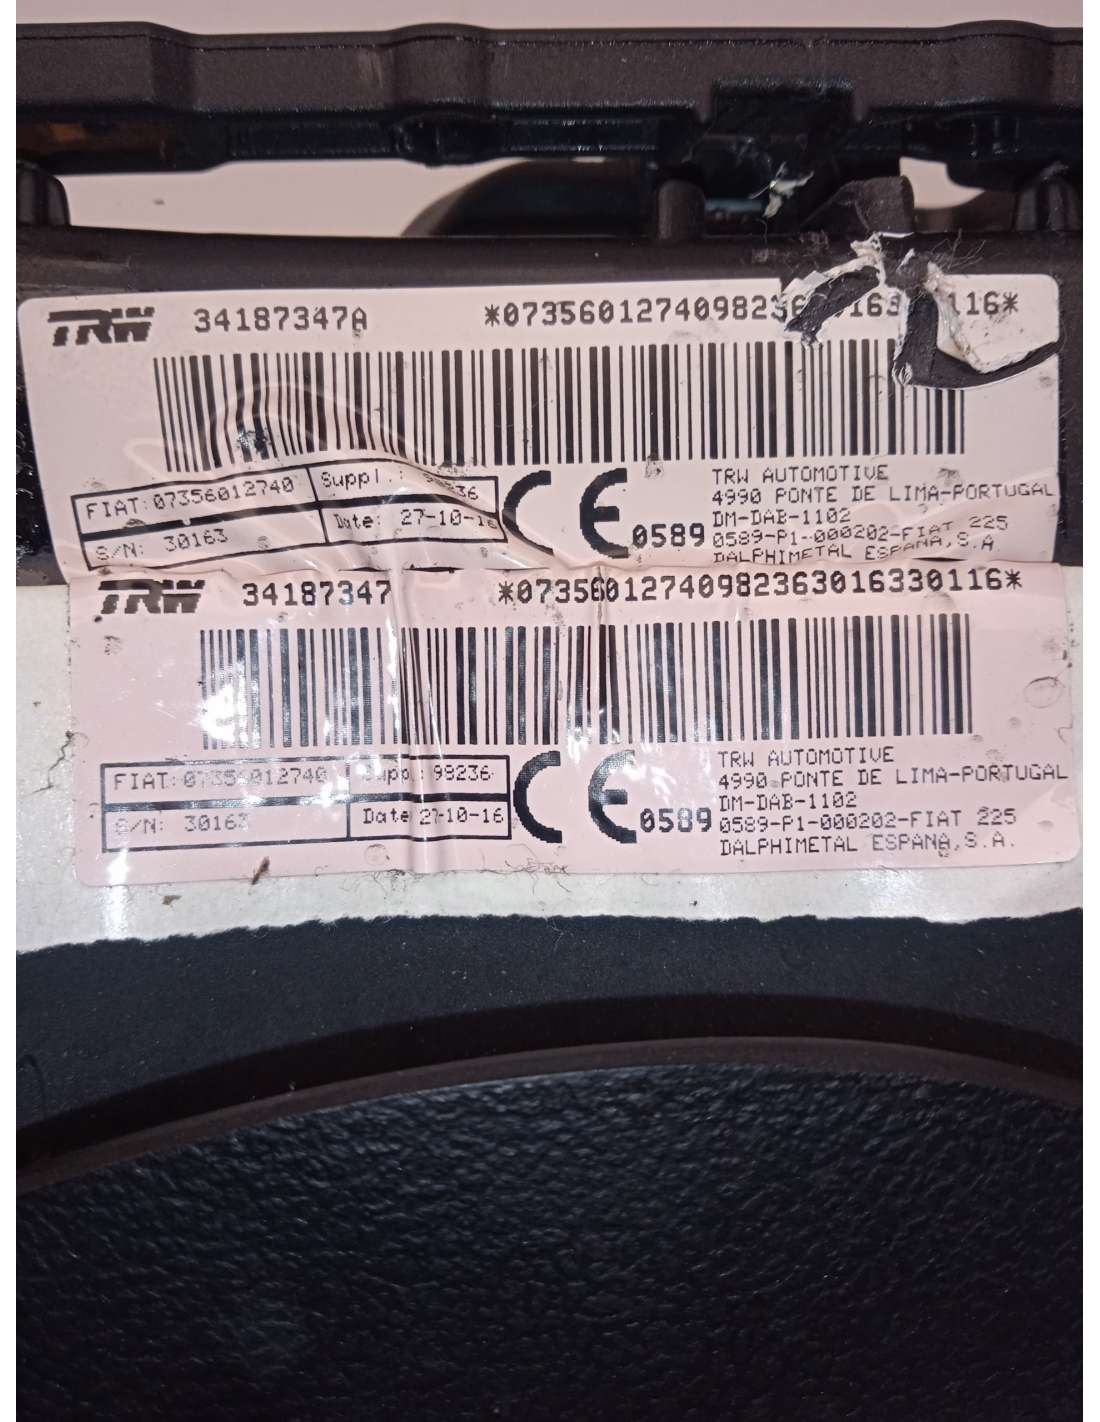 TRW 34187347A *07356012740982363016330116*
FIAT:07356012740 Suppl.: 98236
S/N: 30163 Date: 27-10-16
CE 0589
TRW AUTOMOTIVE
4990 PONTE DE LIMA-PORTUGAL
DM-DAB-1102
0589-P1-000202-FIAT 225
DALPHIMETAL ESPANA,S.A
TRW 34187347 *07356012740982363016330116*
FIAT:07356012740 Suppl.: 98236
S/N: 30163 Date 27-10-16
CE 0589
TRW AUTOMOTIVE
4990 PONTE DE LIMA-PORTUGAL
DM-DAB-1102
0589-P1-000202-FIAT 225
DALPHIMETAL ESPANA,S.A.